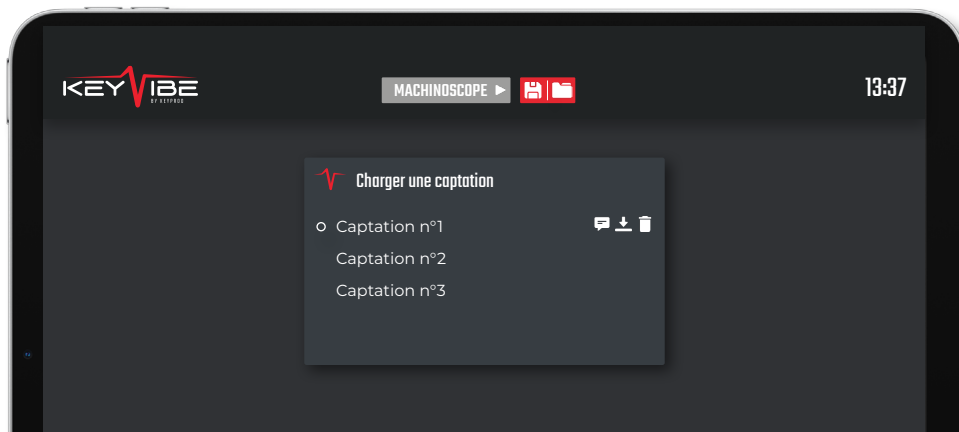 KEYVIBE
BY KEYPROD
MACHINOSCOPE
13:37
Charger une captation
Captation n°1
Captation n°2
Captation n°3